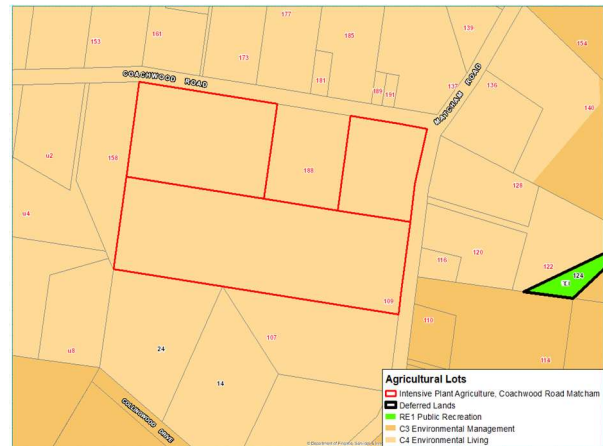 177
139
153
161
185
154
173
181
137
136
COACHWOOD ROAD
189
191
MATCHAM ROAD
140
u2
158
188
128
u4
120
116
122
124
13
109
110
107
114
u8
24
14
COLLINGWOOD DRIVE
Agricultural Lots
Intensive Plant Agriculture, Coachwood Road Matcham
Deferred Lands
RE1 Public Recreation
C3 Environmental Management
C4 Environmental Living